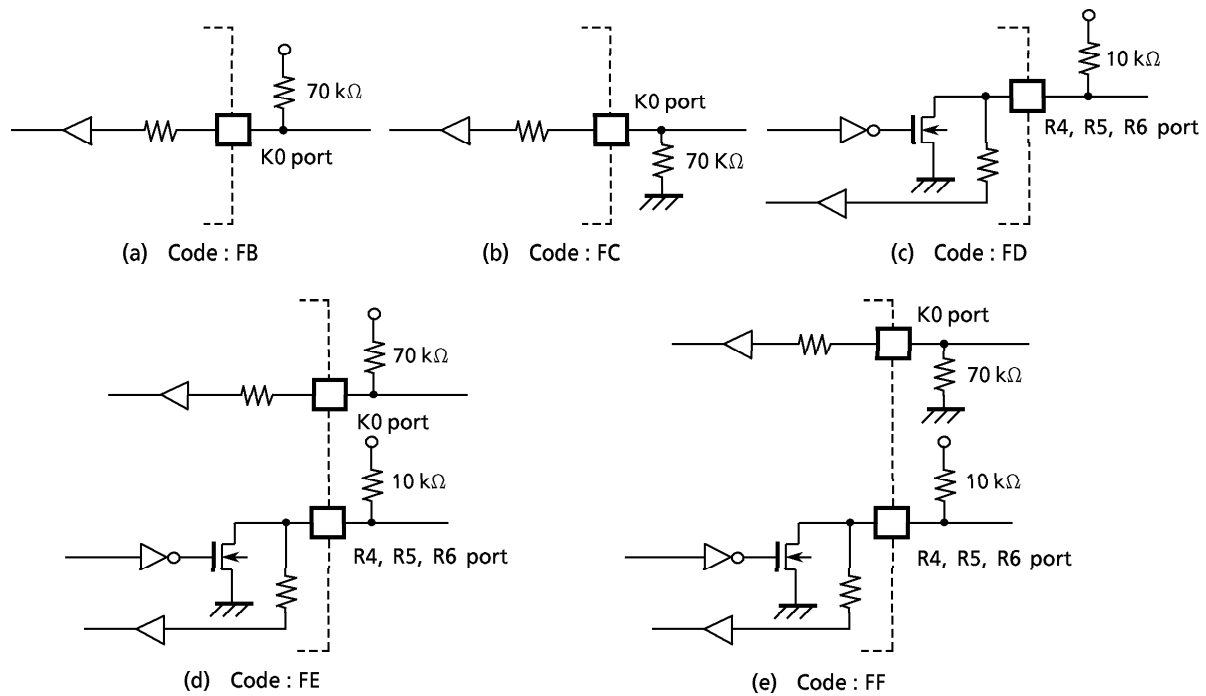 70 kΩ
K0 port
(a) Code : FB
K0 port
70 KΩ
(b) Code : FC
10 kΩ
R4, R5, R6 port
(c) Code : FD
70 kΩ
K0 port
10 kΩ
R4, R5, R6 port
(d) Code : FE
K0 port
70 kΩ
10 kΩ
R4, R5, R6 port
(e) Code : FF